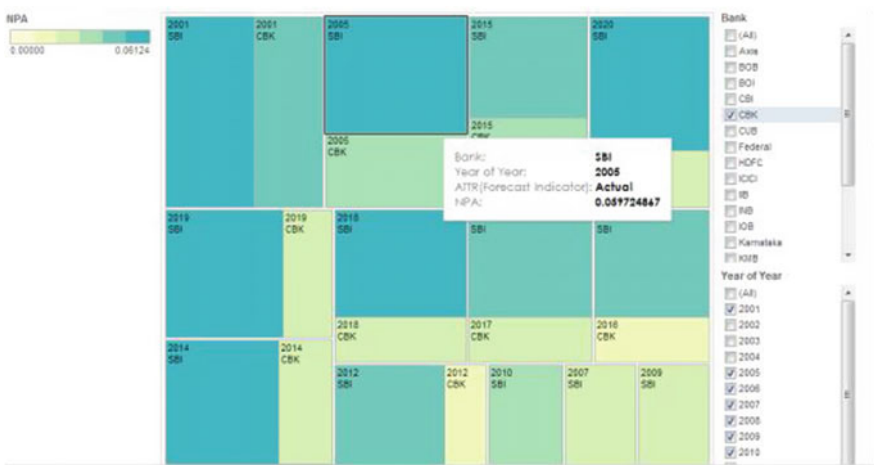 NPA
0.00000 0.06124
2001
SBI
2001
CBK
2005
SBI
2015
SBI
2020
SBI
2005
CBK
2015
CBK
Bank: SBI
Year of Year: 2005
ATTR(Forecast Indicator): Actual
NPA: 0.059724867
2019
SBI
2019
CBK
2018
SBI
SBI
SBI
2018
CBK
2017
CBK
2016
CBK
2014
SBI
2014
CBK
2012
SBI
2012
CBK
2010
SBI
2007
SBI
2009
SBI
Bank
(All)
Axis
BOB
BOI
CBI
CBK
CUB
Federal
HDFC
ICICI
IIB
INB
IOB
Karnataka
KMB
Year of Year
(All)
2001
2002
2003
2004
2005
2006
2007
2008
2009
2010